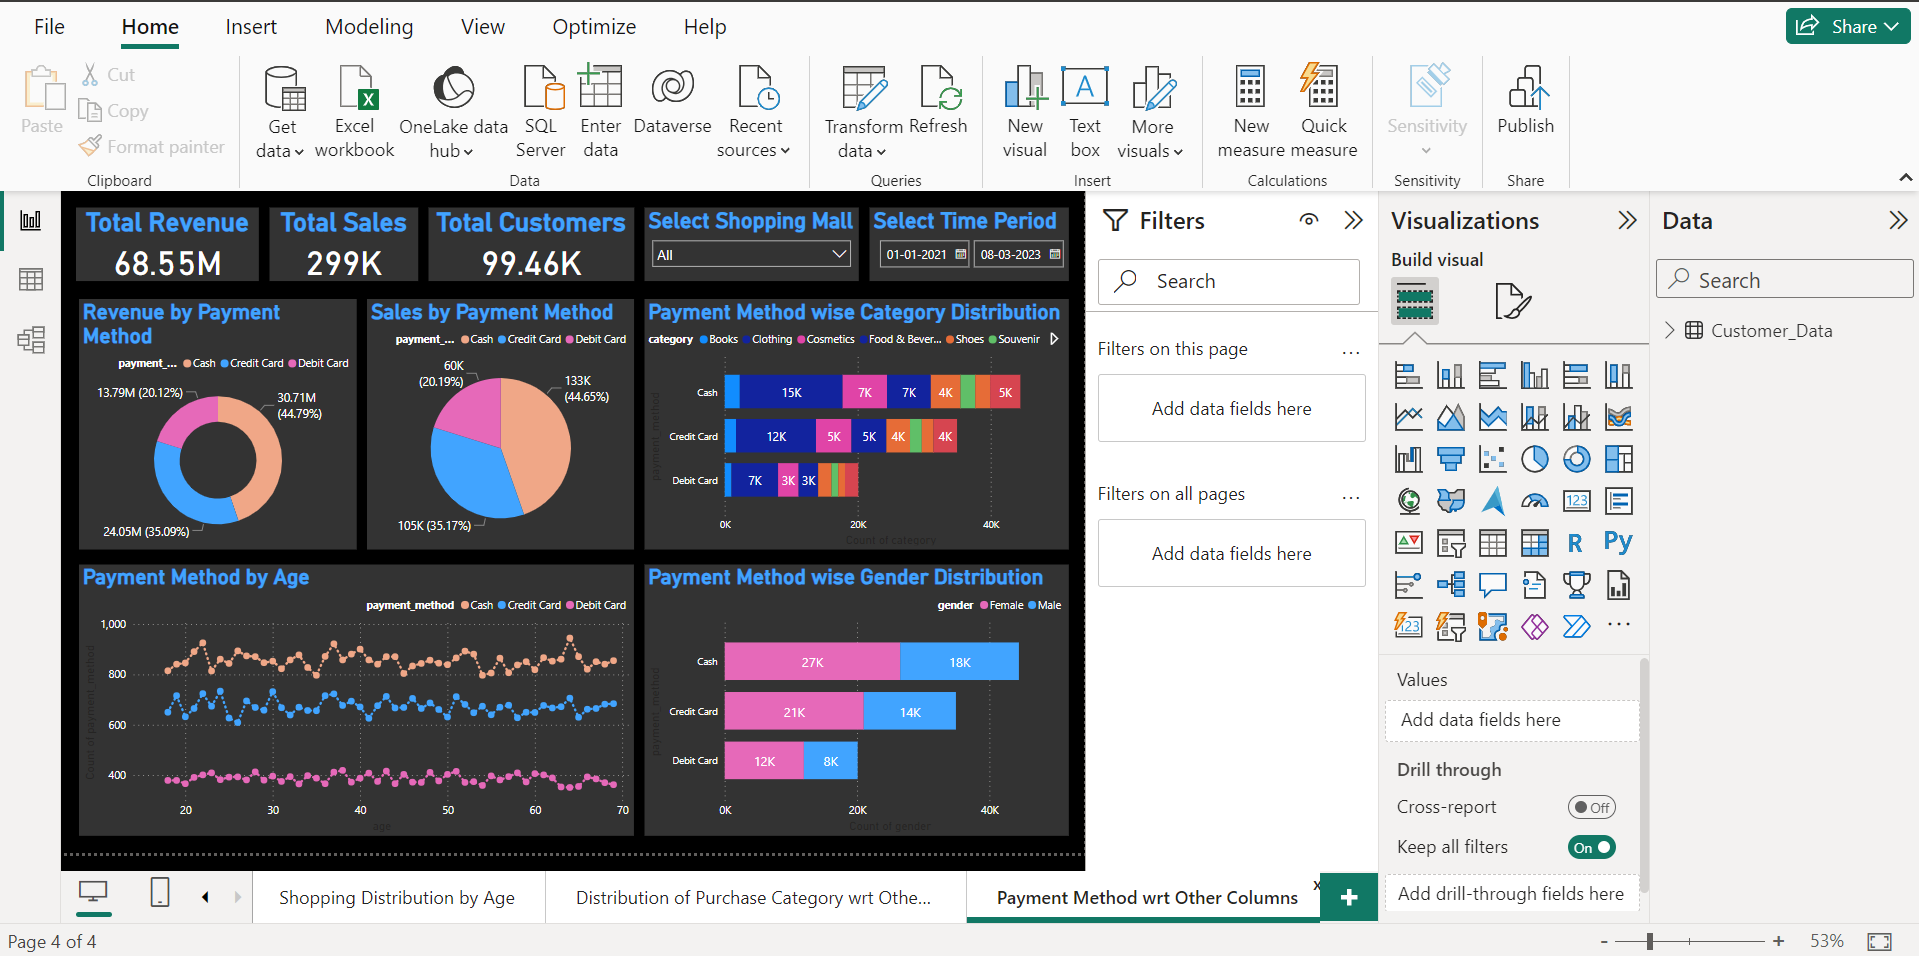 File Home Insert Modeling View Optimize Help Share
Paste
Cut
Copy
Format painter
Clipboard
Get data
Excel workbook
OneLake data hub
SQL Server
Enter data
Dataverse
Recent sources
Data
Transform data
Refresh
Queries
New visual
Text box
More visuals
Insert
New measure
Quick measure
Calculations
Sensitivity
Sensitivity
Publish
Share
Total Revenue
68.55M
Total Sales
299K
Total Customers
99.46K
Select Shopping Mall
All
Select Time Period
01-01-2021 08-03-2023
Revenue by Payment
Method
payment_... Cash Credit Card Debit Card
13.79M (20.12%)
30.71M
(44.79%)
24.05M (35.09%)
Sales by Payment Method
payment_... Cash Credit Card Debit Card
60K
(20.19%)
133K
(44.65%)
105K (35.17%)
Payment Method wise Category Distribution
category Books Clothing Cosmetics Food & Bever... Shoes Souvenir
payment_method
Cash 15K 7K 7K 4K 5K
Credit Card 12K 5K 5K 4K 4K
Debit Card 7K 3K 3K
0K 20K 40K
Count of category
Payment Method by Age
payment_method Cash Credit Card Debit Card
Count of payment_method
1,000
800
600
400
20 30 40 50 60 70
age
Payment Method wise Gender Distribution
gender Female Male
payment_method
Cash 27K 18K
Credit Card 21K 14K
Debit Card 12K 8K
0K 20K 40K
Count of gender
Filters
Search
Filters on this page ...
Add data fields here
Filters on all pages ...
Add data fields here
Visualizations
Build visual
123
R Py
123
...
Values
Add data fields here
Drill through
Cross-report Off
Keep all filters On
Add drill-through fields here
Data
Search
Customer_Data
Shopping Distribution by Age
Distribution of Purchase Category wrt Othe...
Payment Method wrt Other Columns
x
+
Page 4 of 4
- + 53%